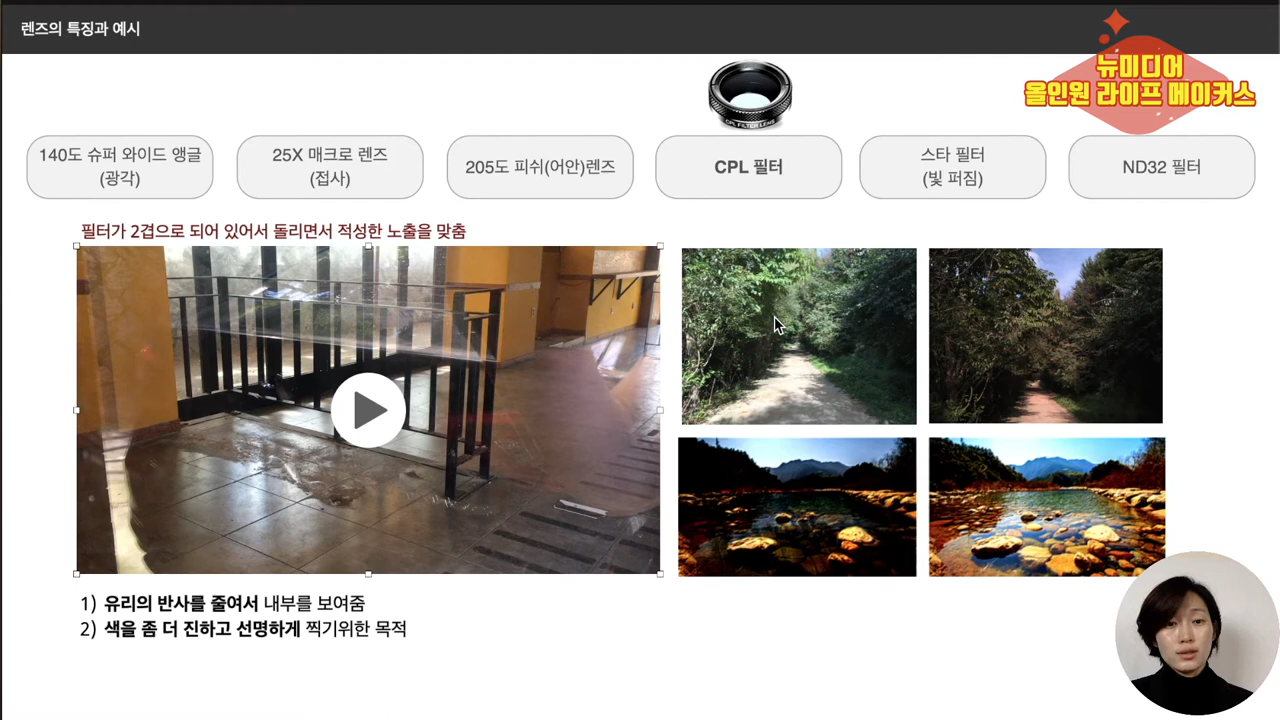 렌즈의 특징과 예시
뉴미디어
올인원 라이프 메이커스
CPL FILTER LENS
140도 슈퍼 와이드 앵글
(광각)
25X 매크로 렌즈
(접사)
205도 피쉬(어안)렌즈
CPL 필터
스타 필터
(빛 퍼짐)
ND32 필터
필터가 2겹으로 되어 있어서 돌리면서 적성한 노출을 맞춤
1) 유리의 반사를 줄여서 내부를 보여줌
2) 색을 좀 더 진하고 선명하게 찍기위한 목적